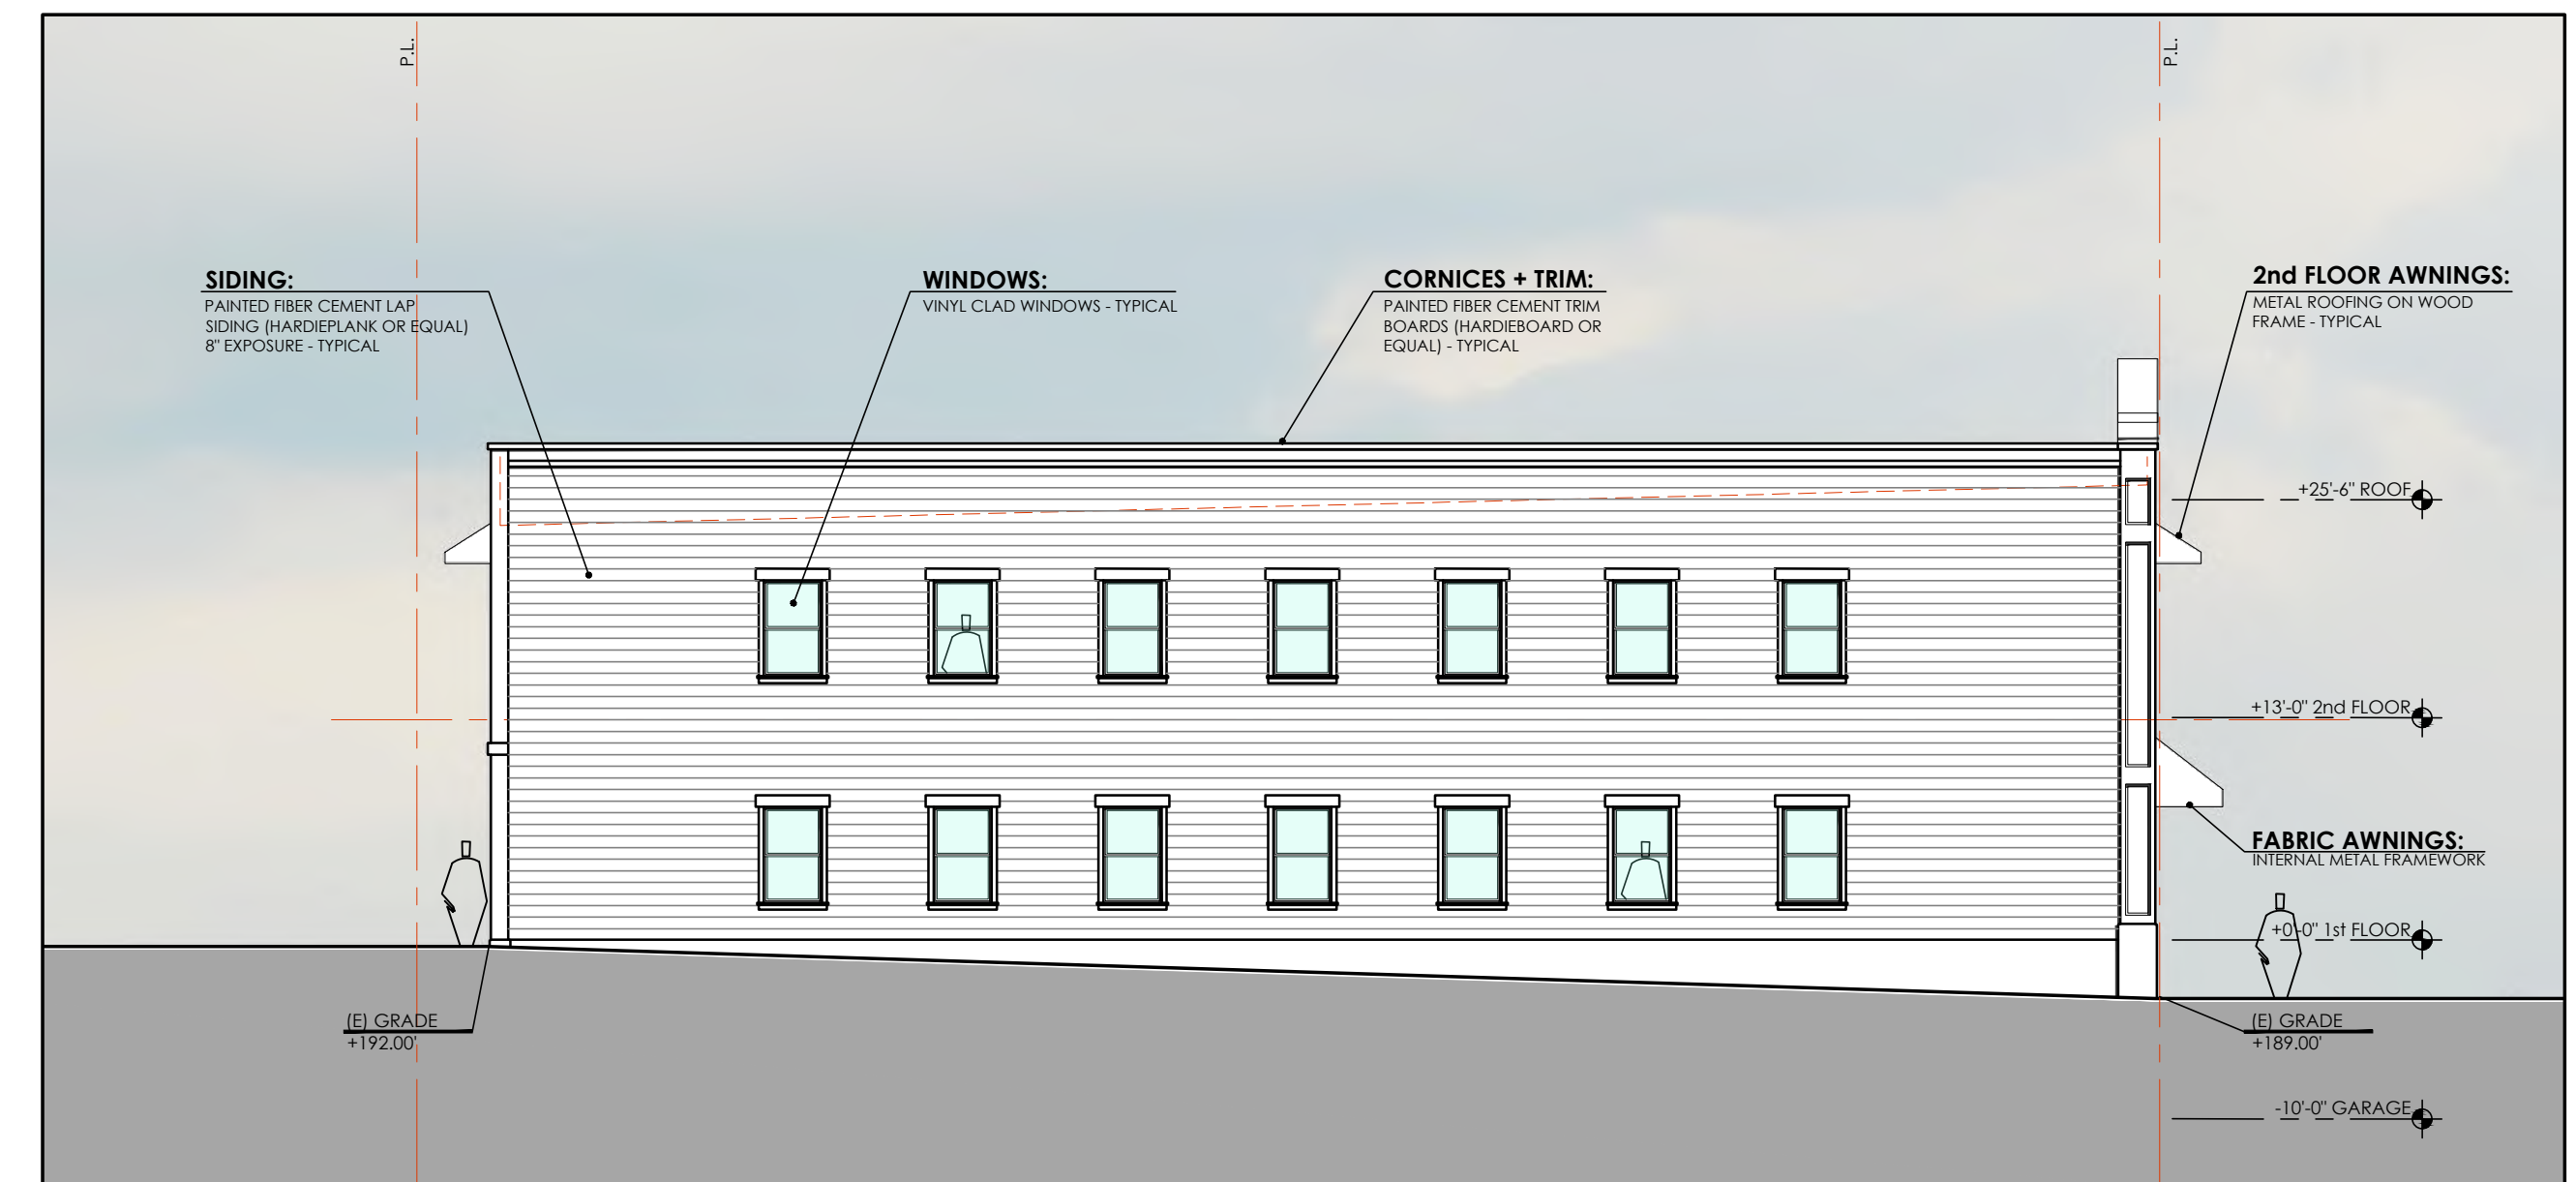 P.L.
P.L.
SIDING:
PAINTED FIBER CEMENT LAP
SIDING (HARDIEPLANK OR EQUAL)
8" EXPOSURE - TYPICAL
WINDOWS:
VINYL CLAD WINDOWS - TYPICAL
CORNICES + TRIM:
PAINTED FIBER CEMENT TRIM
BOARDS (HARDIEBOARD OR
EQUAL) - TYPICAL
2nd FLOOR AWNINGS:
METAL ROOFING ON WOOD
FRAME - TYPICAL
+25'-6" ROOF
+13'-0" 2nd FLOOR
FABRIC AWNINGS:
INTERNAL METAL FRAMEWORK
+0'-0" 1st FLOOR
(E) GRADE
+192.00'
(E) GRADE
+189.00'
-10'-0" GARAGE